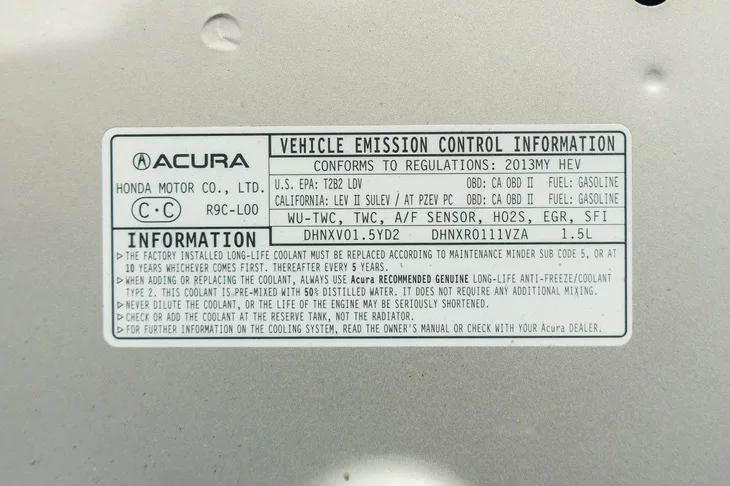 ACURA
HONDA MOTOR CO., LTD.
C·C R9C-L00
VEHICLE EMISSION CONTROL INFORMATION
CONFORMS TO REGULATIONS: 2013MY HEV
U.S. EPA: T2B2 LDV OBD: CA OBD II FUEL: GASOLINE
CALIFORNIA: LEV II SULEV / AT PZEV PC OBD: CA OBD II FUEL: GASOLINE
WU-TWC, TWC, A/F SENSOR, HO2S, EGR, SFI
DHNXV01.5YD2 DHNXR0111VZA 1.5L
INFORMATION
▷THE FACTORY INSTALLED LONG-LIFE COOLANT MUST BE REPLACED ACCORDING TO MAINTENANCE MINDER SUB CODE 5, OR AT
10 YEARS WHICHEVER COMES FIRST. THEREAFTER EVERY 5 YEARS.
▷WHEN ADDING OR REPLACING THE COOLANT, ALWAYS USE Acura RECOMMENDED GENUINE LONG-LIFE ANTI-FREEZE/COOLANT
TYPE 2. THIS COOLANT IS PRE-MIXED WITH 50% DISTILLED WATER. IT DOES NOT REQUIRE ANY ADDITIONAL MIXING.
▷NEVER DILUTE THE COOLANT, OR THE LIFE OF THE ENGINE MAY BE SERIOUSLY SHORTENED.
▷CHECK OR ADD THE COOLANT AT THE RESERVE TANK, NOT THE RADIATOR.
▷FOR FURTHER INFORMATION ON THE COOLING SYSTEM, READ THE OWNER'S MANUAL OR CHECK WITH YOUR Acura DEALER.